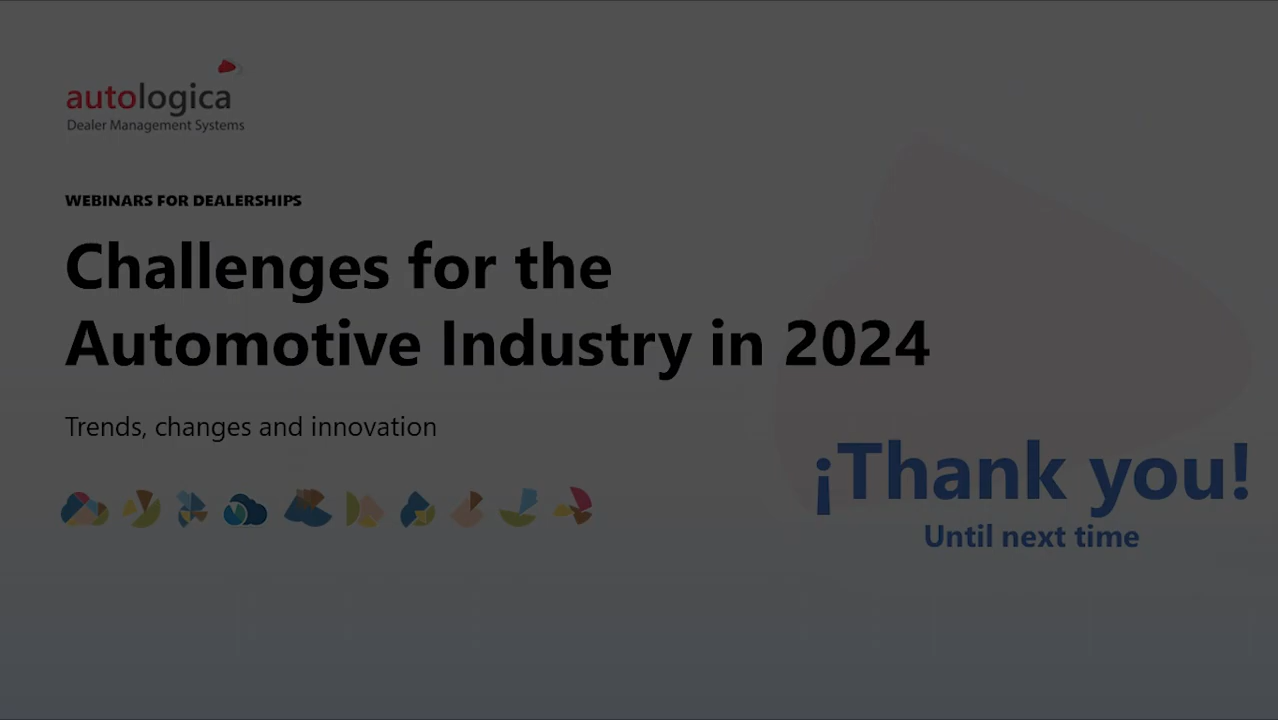 autologica
Dealer Management Systems
WEBINARS FOR DEALERSHIPS
Challenges for the
Automotive Industry in 2024
Trends, changes and innovation
¡Thank you!
Until next time